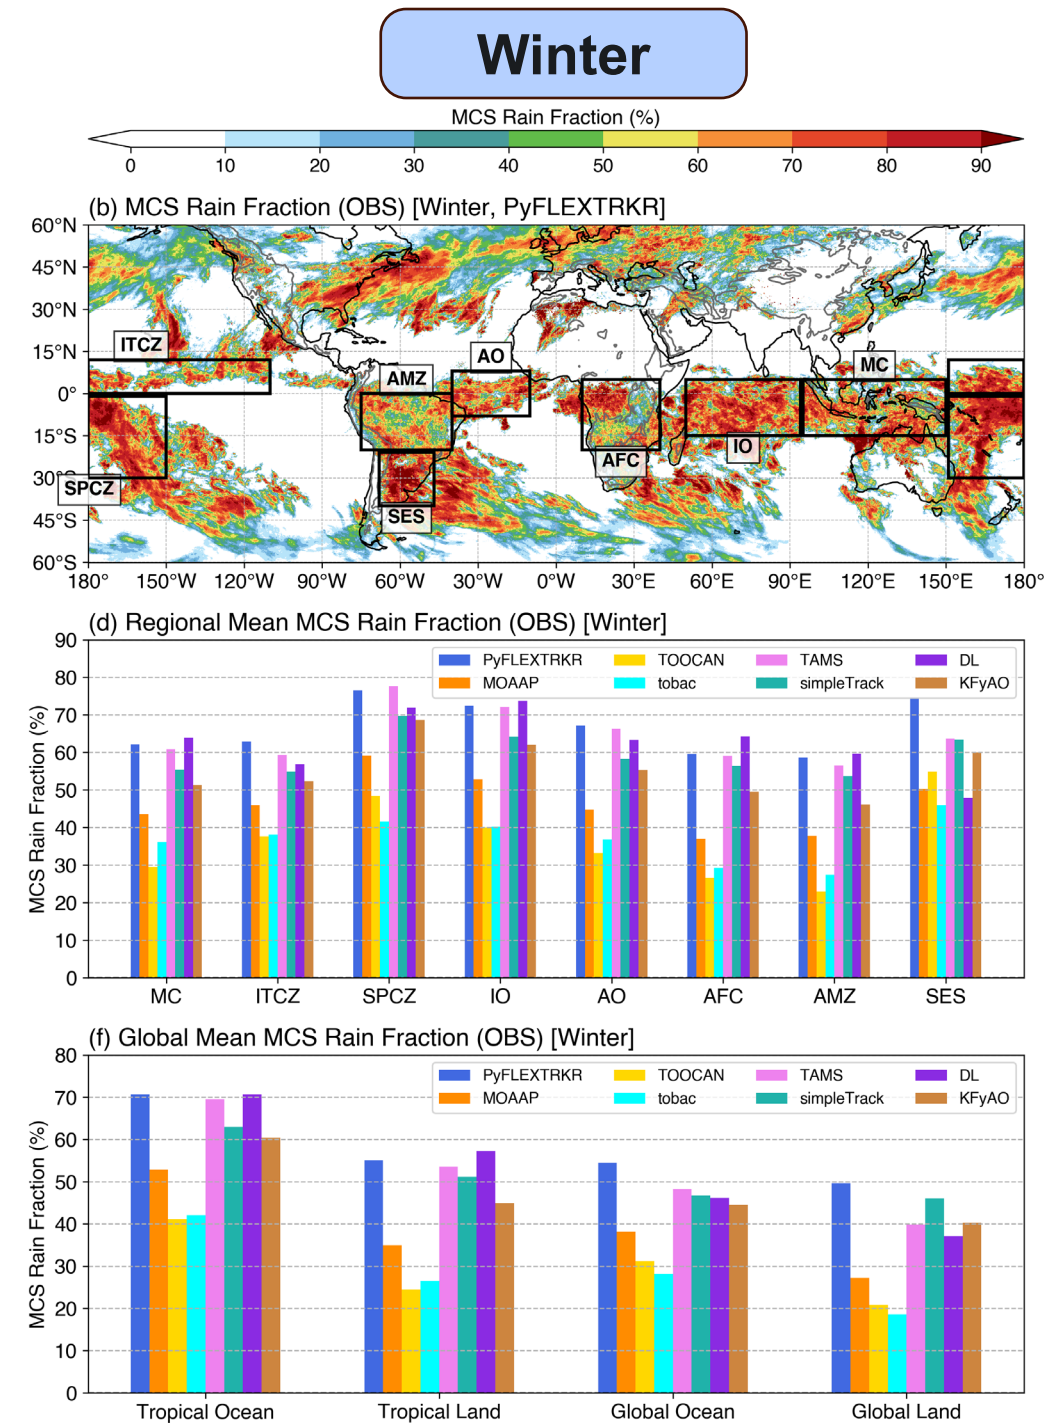 Winter
MCS Rain Fraction (%)
0 10 20 30 40 50 60 70 80 90
(b) MCS Rain Fraction (OBS) [Winter, PyFLEXTRKR]
60°N
45°N
30°N
15°N
0°
15°S
30°S
45°S
60°S
ITCZ
AO
MC
AMZ
IO
AFC
SPCZ
SES
180° 150°W 120°W 90°W 60°W 30°W 0°W 30°E 60°E 90°E 120°E 150°E 180°
(d) Regional Mean MCS Rain Fraction (OBS) [Winter]
MCS Rain Fraction (%)
90
80
70
60
50
40
30
20
10
0
PyFLEXTRKR TOOCAN TAMS DL
MOAAP tobac simpleTrack KFyAO
MC ITCZ SPCZ IO AO AFC AMZ SES
(f) Global Mean MCS Rain Fraction (OBS) [Winter]
MCS Rain Fraction (%)
80
70
60
50
40
30
20
10
0
PyFLEXTRKR TOOCAN TAMS DL
MOAAP tobac simpleTrack KFyAO
Tropical Ocean Tropical Land Global Ocean Global Land